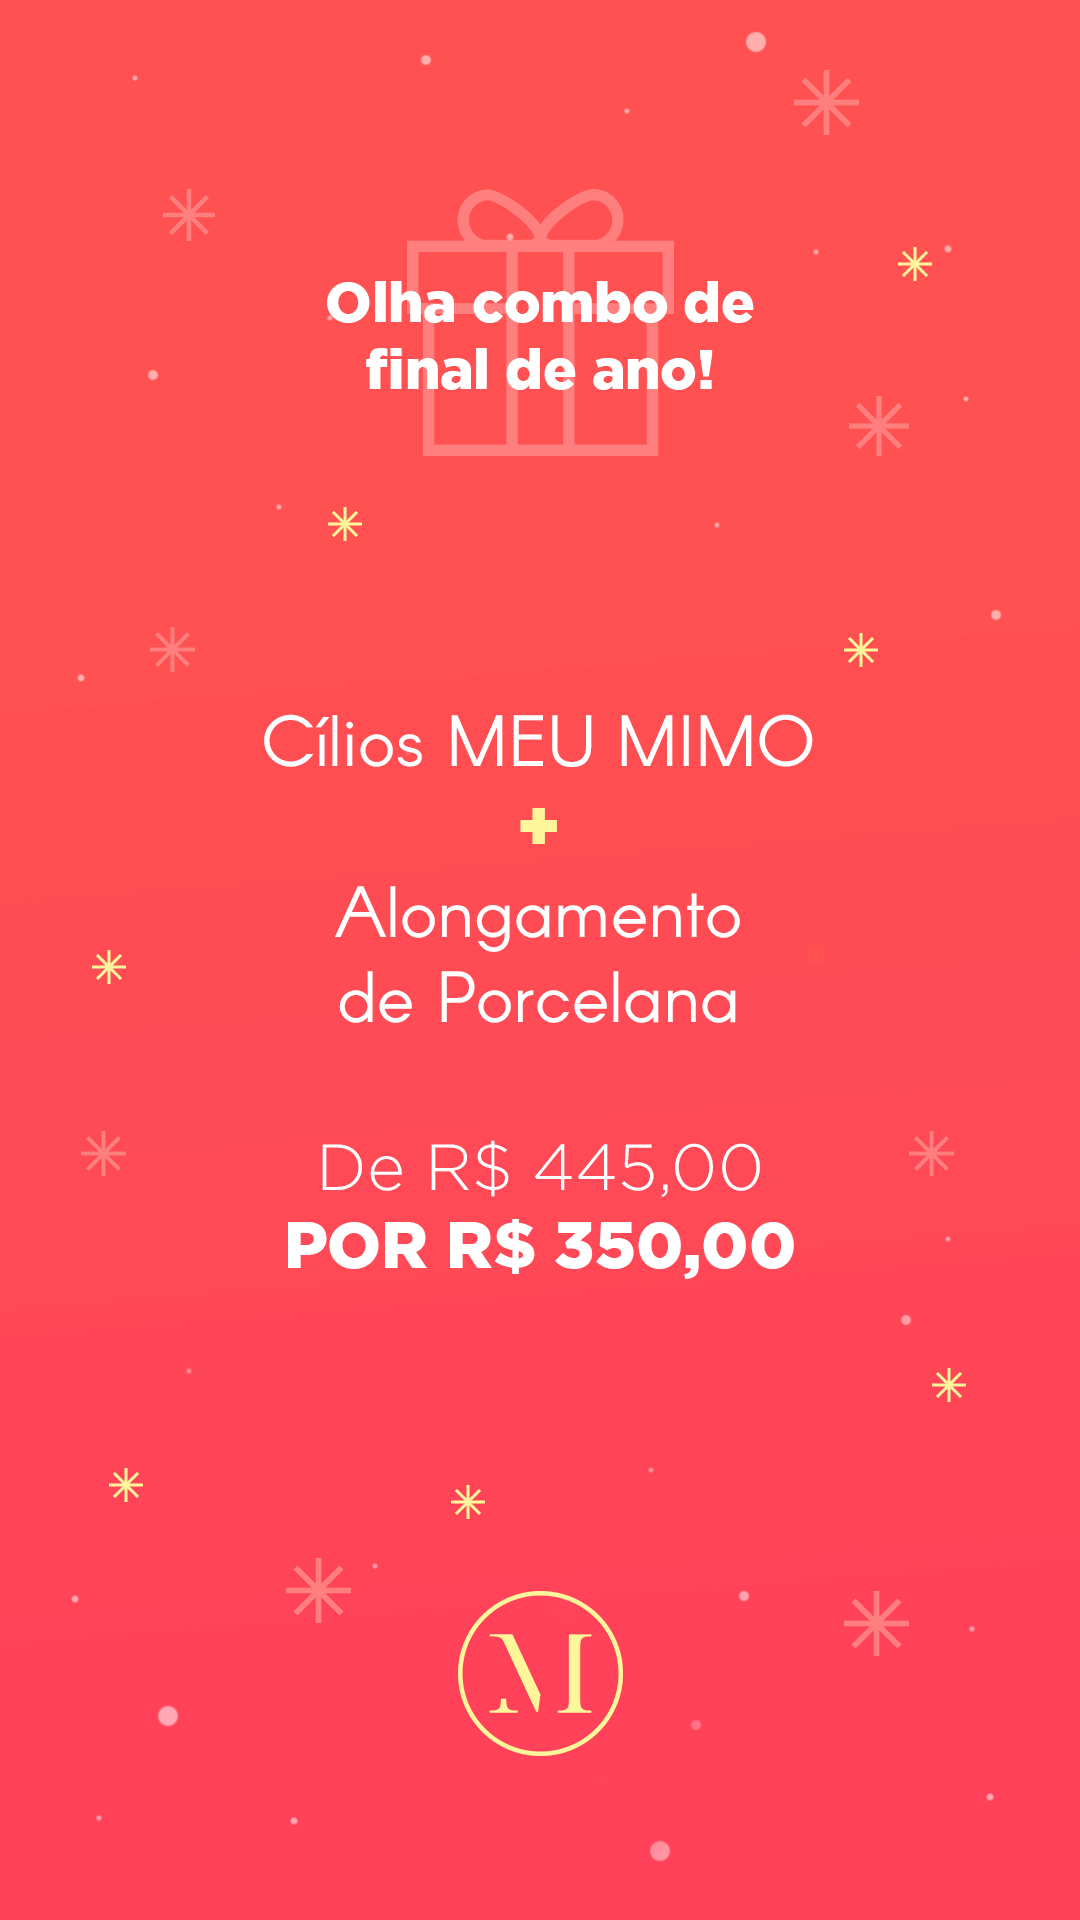 Olha combo de
final de ano!
Cílios MEU MIMO
+
Alongamento
de Porcelana
De R$ 445,00
POR R$ 350,00
M